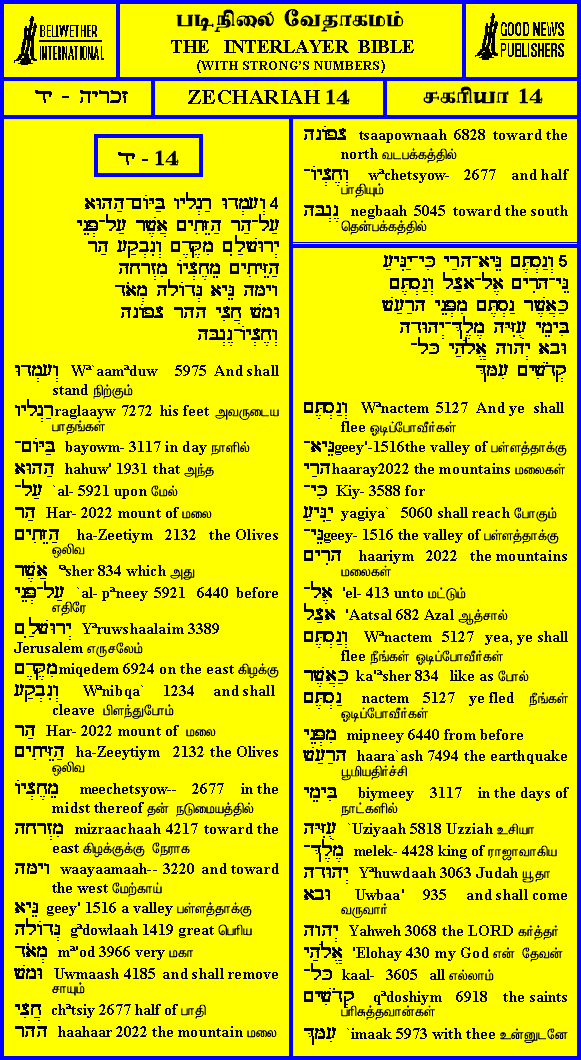 BELLWETHER
INTERNATIONAL
படிநிலை வேதாகமம்
THE INTERLAYER BIBLE
(WITH STRONG'S NUMBERS)
GOOD NEWS
PUBLISHERS
זכריה - יד
ZECHARIAH 14
சகரியா 14
יד - 14
4 וְעָמְדוּ רַגְלָיו בַּיּוֹם־הַהוּא
עַל־הַר הַזֵּתִים אֲשֶׁר עַל־פְּנֵי
יְרוּשָׁלִַם מִקֶּדֶם וְנִבְקַע הַר
הַזֵּיתִים מֵחֶצְיוֹ מִזְרָחָה
וָיָמָּה גֵּיא גְּדוֹלָה מְאֹד
וּמָשׁ חֲצִי הָהָר צָפוֹנָה
וְחֶצְיוֹ־נֶגְבָּה
וְעָמְדוּ Wª`aamªduw 5975 And shall
stand நிற்கும்
רַגְלָיו raglaayw 7272 his feet அவருடைய
பாதங்கள்
בַּיּוֹם־ bayowm- 3117 in day நாளில்
הַהוּא hahuw' 1931 that அந்த
עַל־ `al- 5921 upon மேல்
הַר Har- 2022 mount of மலை
הַזֵּיתִים ha-Zeetiym 2132 the Olives
ஒலிவ
אֲשֶׁר ªsher 834 which அது
עַל־פְּנֵי `al- pªneey 5921 6440 before
எதிரே
יְרוּשָׁלִַם Yªruwshaalaim 3389
Jerusalem எருசலேம்
מִקֶּדֶם miqedem 6924 on the east கிழக்கு
וְנִבְקַע Wªnibqa` 1234 and shall
cleave பிளந்துபோம்
הַר Har- 2022 mount of மலை
הַזֵּיתִים ha-Zeeytiym 2132 the Olives
ஒலிவ
מֵחֶצְיוֹ meechetsyow-- 2677 in the
midst thereof தன் நடுமையத்தில்
מִזְרָחָה mizraachaah 4217 toward the
east கிழக்குக்கு நேராக
וָיָמָּה waayaamaah-- 3220 and toward
the west மேற்காய்
גֵּיא geey' 1516 a valley பள்ளத்தாக்கு
גְּדוֹלָה gªdowlaah 1419 great பெரிய
מְאֹד mª'od 3966 very மகா
וּמָשׁ Uwmaash 4185 and shall remove
சாயும்
חֲצִי chªtsiy 2677 half of பாதி
הָהָר haahaar 2022 the mountain மலை
צָפוֹנָה tsaapownaah 6828 toward the
north வடபக்கத்தில்
וְחֶצְיוֹ־ wªchetsyow- 2677 and half
பாதியும்
נֶגְבָּה negbaah 5045 toward the south
தென்பக்கத்தில்
5 וְנַסְתֶּם גֵּיא־הָרַי כִּי־יַגִּיעַ
גֵּי־הָרִים אֶל־אָצַל וְנַסְתֶּם
כַּאֲשֶׁר נַסְתֶּם מִפְּנֵי הָרַעַשׁ
בִּימֵי עֻזִּיָּה מֶלֶךְ־יְהוּדָה
וּבָא יְהוָה אֱלֹהַי כָּל־
קְדֹשִׁים עִמָּךְ
וְנַסְתֶּם Wªnactem 5127 And ye shall
flee ஓடிப்போவீர்கள்
גֵּיא־ geey'-1516the valley of பள்ளத்தாக்கு
הָרַי haaray2022 the mountains மலைகள்
כִּי־ Kiy- 3588 for
יַגִּיעַ yagiya` 5060 shall reach போகும்
גֵּי־ geey- 1516 the valley of பள்ளத்தாக்கு
הָרִים haariym 2022 the mountains
மலைகள்
אֶל־ 'el- 413 unto மட்டும்
אָצַל 'Aatsal 682 Azal ஆத்சால்
וְנַסְתֶּם Wªnactem 5127 yea, ye shall
flee நீங்கள் ஓடிப்போவீர்கள்
כַּאֲשֶׁר ka'ªsher 834 like as போல்
נַסְתֶּם nactem 5127 ye fled நீங்கள்
ஓடிப்போவீர்கள்
מִפְּנֵי mipneey 6440 from before
הָרַעַשׁ haara`ash 7494 the earthquake
பூமியதிர்ச்சி
בִּימֵי biymeey 3117 in the days of
நாட்களில்
עֻזִּיָּה `Uziyaah 5818 Uzziah உசியா
מֶלֶךְ־ melek- 4428 king of ராஜாவாகிய
יְהוּדָה Yªhuwdaah 3063 Judah யூதா
וּבָא Uwbaa' 935 and shall come
வருவார்
יְהוָה Yahweh 3068 the LORD கர்த்தர்
אֱלֹהַי 'Elohay 430 my God என் தேவன்
כָּל־ kaal- 3605 all எல்லாம்
קְדֹשִׁים qªdoshiym 6918 the saints
பரிசுத்தவான்கள்
עִמָּךְ `imaak 5973 with thee உன்னுடனே